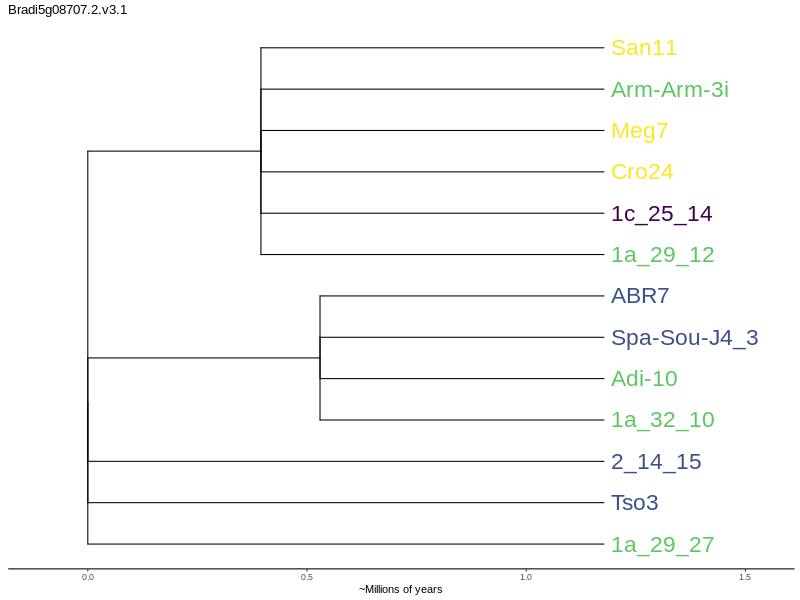 Bradi5g08707.2.v3.1
San11
Arm-Arm-3i
Meg7
Cro24
1c_25_14
1a_29_12
ABR7
Spa-Sou-J4_3
Adi-10
1a_32_10
2_14_15
Tso3
1a_29_27
0.0 0.5 1.0 1.5
~Millions of years